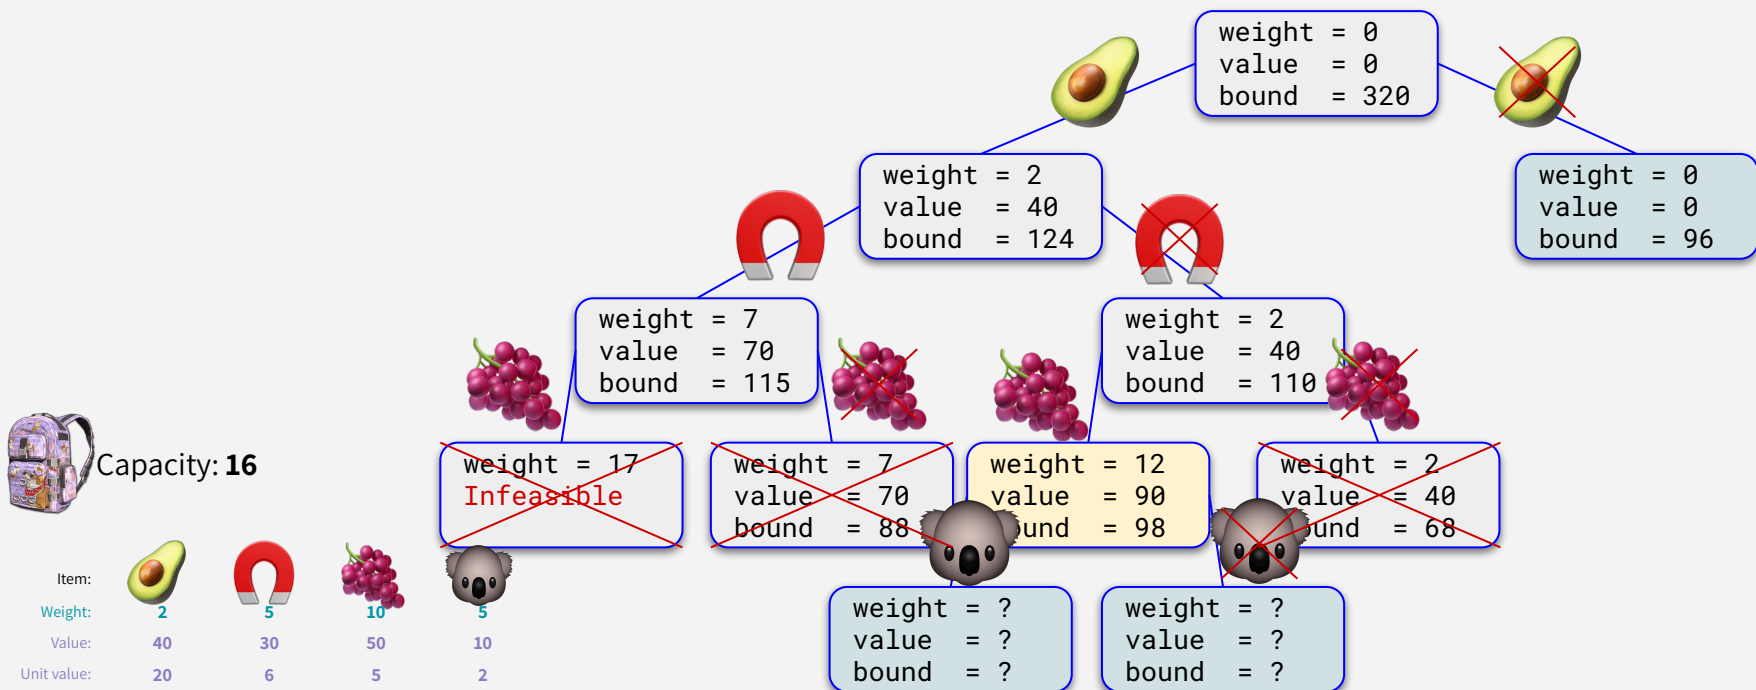 weight = 0
value  = 0
bound  = 320
weight = 2
value  = 40
bound  = 124
weight = 0
value  = 0
bound  = 96
weight = 7
value  = 70
bound  = 115
weight = 2
value  = 40
bound  = 110
weight = 17
Infeasible
weight = 7
value  = 70
bound  = 88
weight = 12
value  = 90
bound  = 98
weight = 2
value  = 40
bound  = 68
Capacity: 16
weight = ?
value  = ?
bound  = ?
weight = ?
value  = ?
bound  = ?
Item:
Weight: 2 5 10 5
Value: 40 30 50 10
Unit value: 20 6 5 2